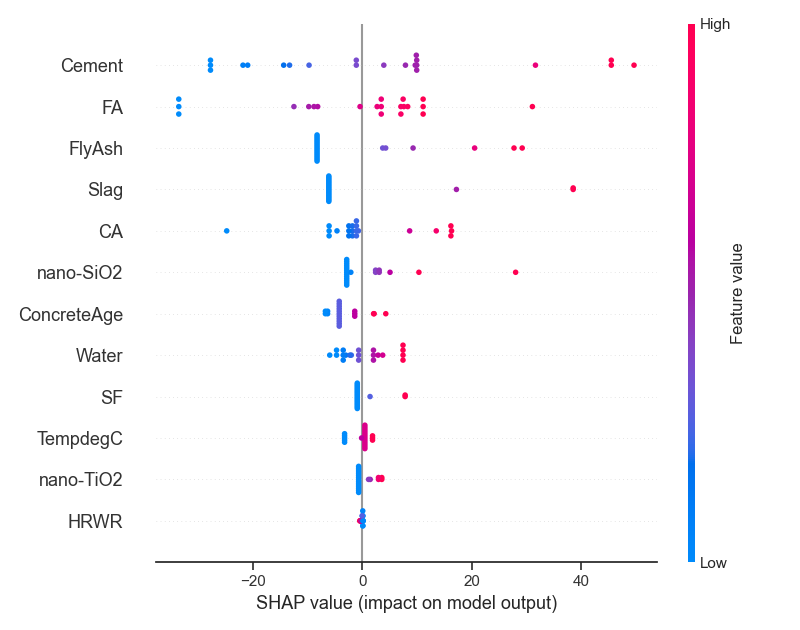 High
Cement
FA
FlyAsh
Slag
CA
nano-SiO2
ConcreteAge
Water
SF
TempdegC
nano-TiO2
HRWR
Feature value
Low
−20
0
20
40
SHAP value (impact on model output)